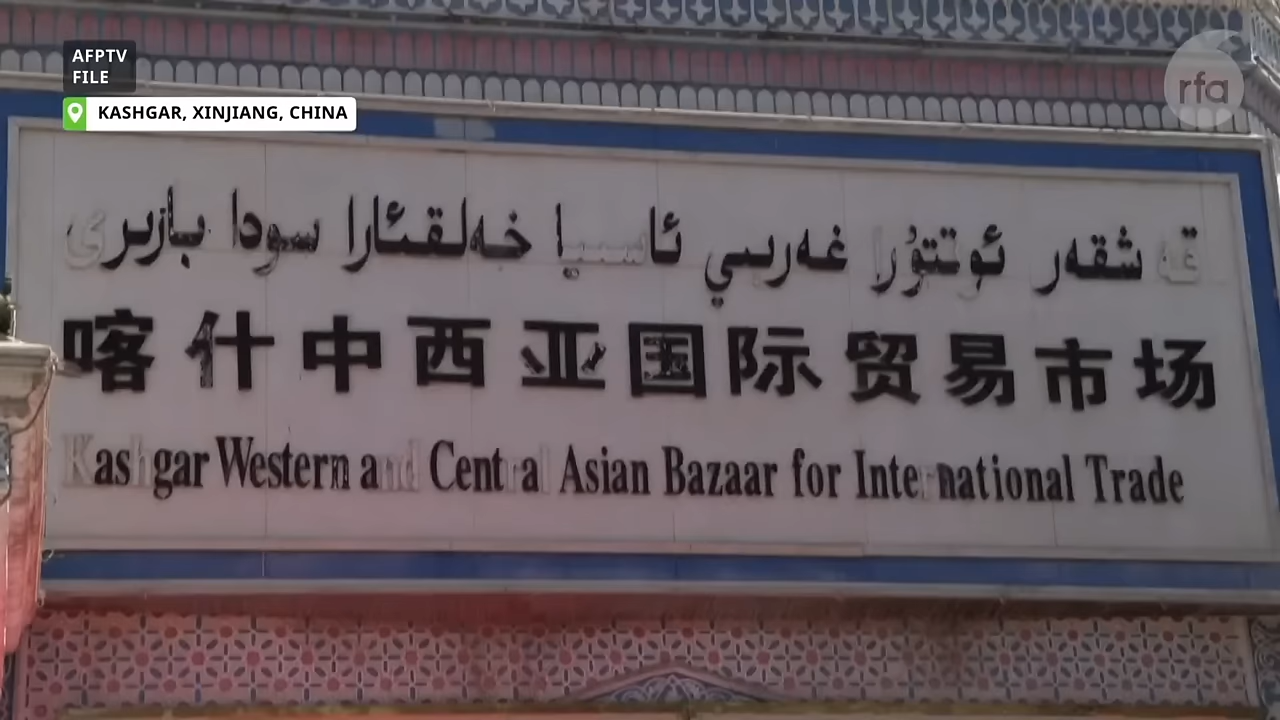 AFPTV
FILE
KASHGAR, XINJIANG, CHINA
rfa
قەشقەر ئوتتۇرا غەربىي ئاسىيا خەلقئارا سودا بازىرى
喀什中西亚国际贸易市场
Kashgar Western and Central Asian Bazaar for International Trade